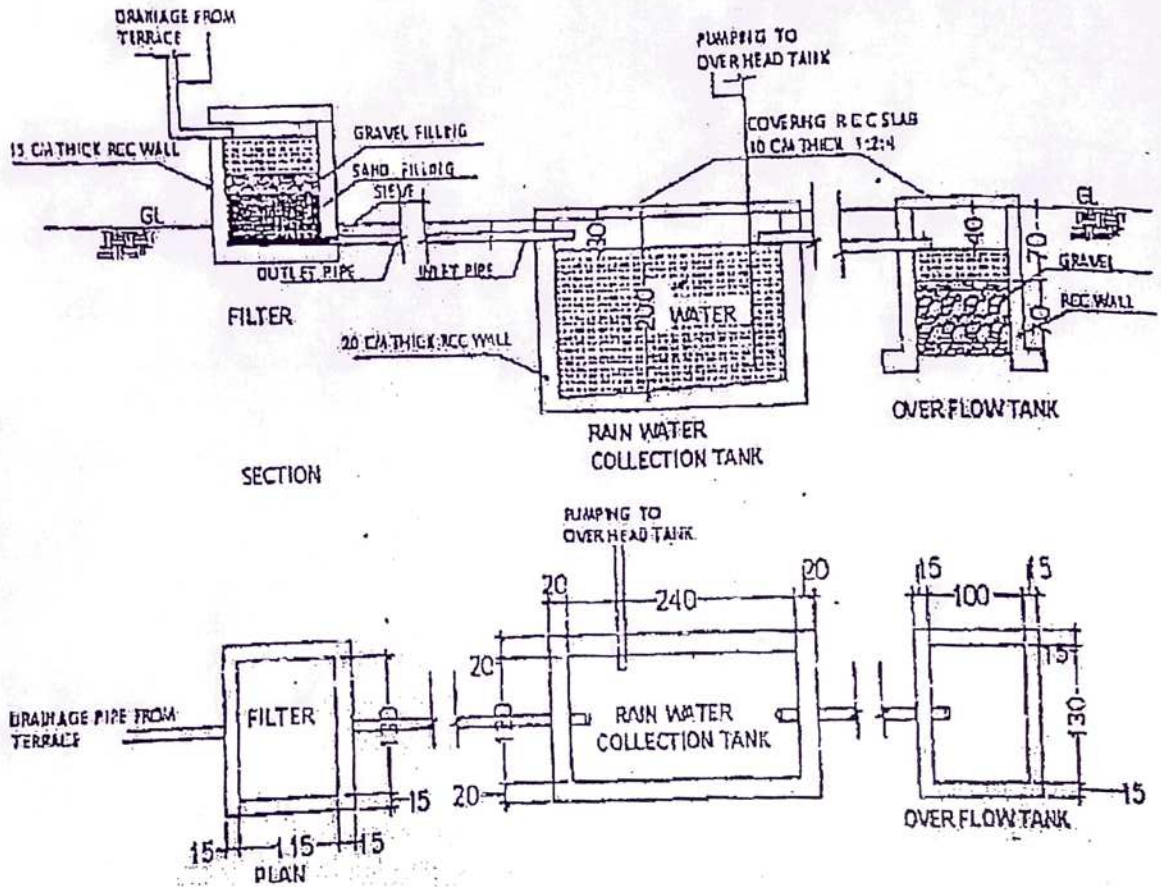 DRAINAGE FROM
TERRACE
PUMPING TO
OVER HEAD TANK
15 CM THICK RCC WALL
GRAVEL FILLING
SAND FILLING
SIEVE
COVERING R C C SLAB
10 CM THICK 1:2:4
GL
GL
OUTLET PIPE
INLET PIPE
30
200
WATER
40
70
70
GRAVEL
RCC WALL
FILTER
20 CM THICK RCC WALL
OVER FLOW TANK
RAIN WATER
COLLECTION TANK
SECTION
PUMPING TO
OVER HEAD TANK
20
240
20
15
100
15
20
15
130
DRAINAGE PIPE FROM
TERRACE
FILTER
RAIN WATER
COLLECTION TANK
15
20
15
OVER FLOW TANK
15
115
15
PLAN